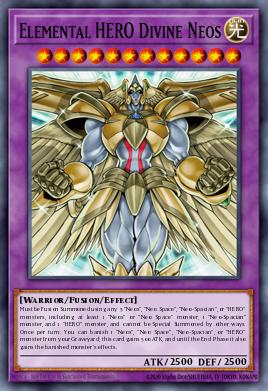 Elemental HERO Divine Neos
光
[Warrior/Fusion/Effect]
Must be Fusion Summoned using any 5 "Neos", "Neo Space", "Neo-Spacian", or "HERO"
monsters, including at least 1 "Neos" or "Neo Space" monster, 1 "Neo-Spacian"
monster, and 1 "HERO" monster, and cannot be Special Summoned by other ways.
Once per turn: You can banish 1 "Neos", "Neo Space", "Neo-Spacian", or "HERO"
monster from your Graveyard; this card gains 500 ATK, and until the End Phase it also
gains the banished monster's effects.
ATK/2500 DEF/2500